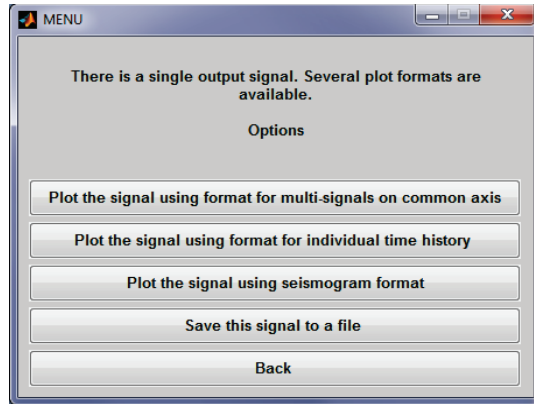 MENU
There is a single output signal. Several plot formats are
available.
Options
Plot the signal using format for multi-signals on common axis
Plot the signal using format for individual time history
Plot the signal using seismogram format
Save this signal to a file
Back